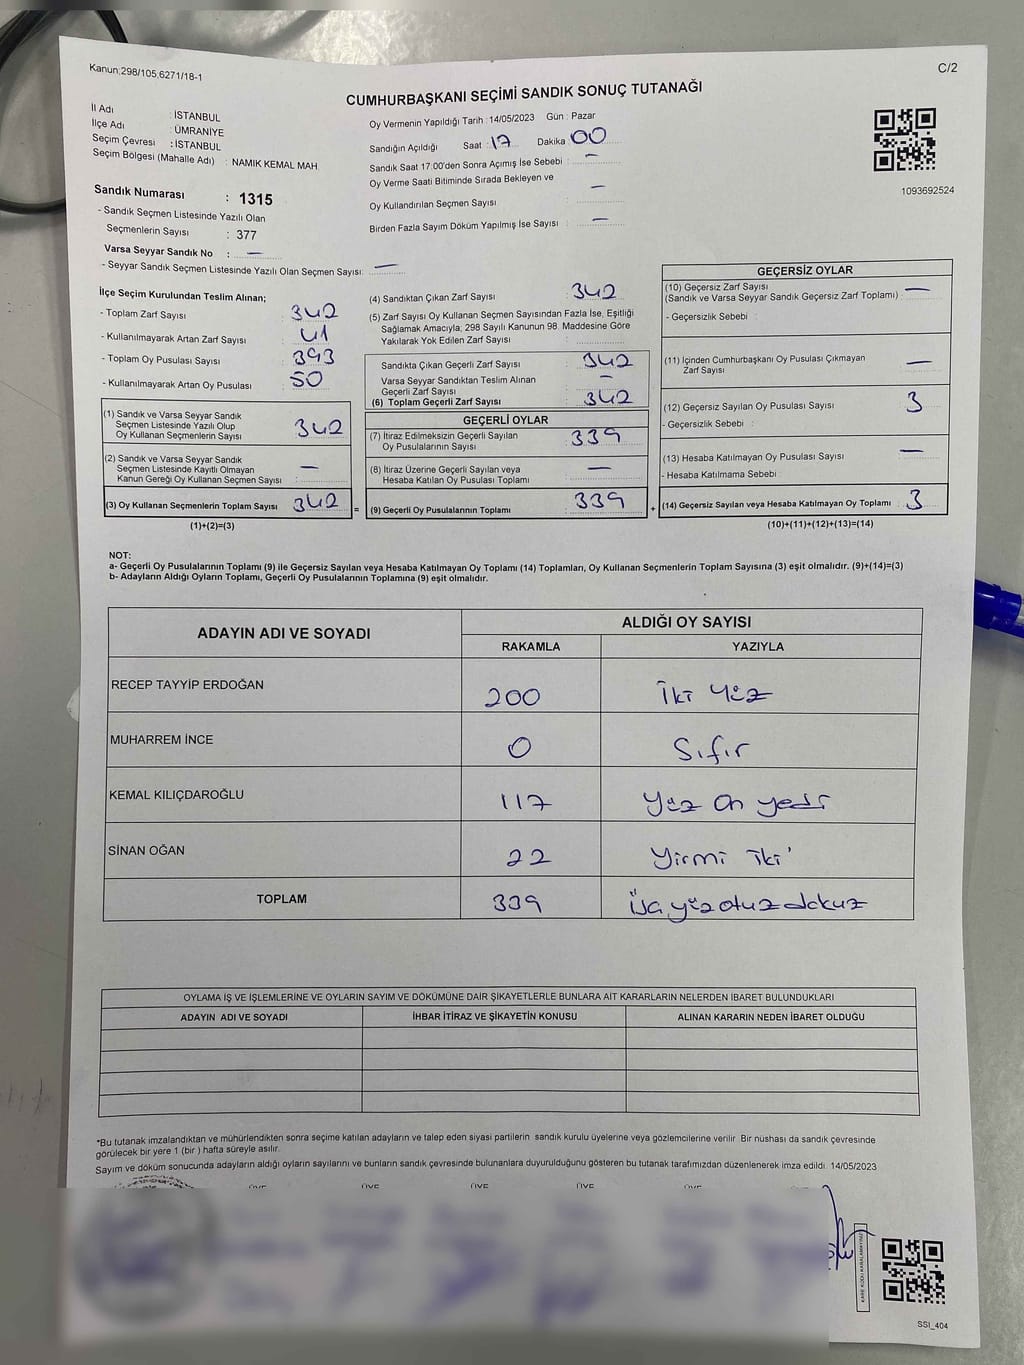 Kanun;298/105,6271/18-1
C/2
CUMHURBAŞKANI SEÇİMİ SANDIK SONUÇ TUTANAĞI
İl Adı : İSTANBUL
İlçe Adı : ÜMRANİYE
Seçim Çevresi : İSTANBUL
Seçim Bölgesi (Mahalle Adı) : NAMIK KEMAL MAH.
Sandık Numarası : 1315
- Sandık Seçmen Listesinde Yazılı Olan
Seçmenlerin Sayısı : 377
Varsa Seyyar Sandık No : —
- Seyyar Sandık Seçmen Listesinde Yazılı Olan Seçmen Sayısı: —
Oy Vermenin Yapıldığı Tarih : 14/05/2023 Gün : Pazar
Sandığın Açıldığı Saat : 17 Dakika 00
Sandık Saat 17:00'den Sonra Açımış İse Sebebi : —
Oy Verme Saati Bitiminde Sırada Bekleyen ve
Oy Kullandırılan Seçmen Sayısı : —
Birden Fazla Sayım Döküm Yapılmış İse Sayısı : —
1093692524
İlçe Seçim Kurulundan Teslim Alınan;
- Toplam Zarf Sayısı : 342
- Kullanılmayarak Artan Zarf Sayısı : 41
- Toplam Oy Pusulası Sayısı : 393
- Kullanılmayarak Artan Oy Pusulası : 50
(1) Sandık ve Varsa Seyyar Sandık
Seçmen Listesinde Yazılı Olup
Oy Kullanan Seçmenlerin Sayısı : 342
(2) Sandık ve Varsa Seyyar Sandık
Seçmen Listesinde Kayıtlı Olmayan
Kanun Gereği Oy Kullanan Seçmen Sayısı : —
(3) Oy Kullanan Seçmenlerin Toplam Sayısı : 342
(1)+(2)=(3)
(4) Sandıktan Çıkan Zarf Sayısı : 342
(5) Zarf Sayısı Oy Kullanan Seçmen Sayısından Fazla İse, Eşitliği
Sağlamak Amacıyla; 298 Sayılı Kanunun 98. Maddesine Göre
Yakılarak Yok Edilen Zarf Sayısı :
Sandıkta Çıkan Geçerli Zarf Sayısı : 342
Varsa Seyyar Sandıktan Teslim Alınan
Geçerli Zarf Sayısı : —
(6) Toplam Geçerli Zarf Sayısı : 342
GEÇERLİ OYLAR
(7) İtiraz Edilmeksizin Geçerli Sayılan
Oy Pusulalarının Sayısı : 339
(8) İtiraz Üzerine Geçerli Sayılan veya
Hesaba Katılan Oy Pusulası Toplamı : —
= (9) Geçerli Oy Pusulalarının Toplamı : 339 +
GEÇERSİZ OYLAR
(10) Geçersiz Zarf Sayısı : —
(Sandık ve Varsa Seyyar Sandık Geçersiz Zarf Toplamı)
- Geçersizlik Sebebi :
(11) İçinden Cumhurbaşkanı Oy Pusulası Çıkmayan
Zarf Sayısı : —
(12) Geçersiz Sayılan Oy Pusulası Sayısı : 3
- Geçersizlik Sebebi :
(13) Hesaba Katılmayan Oy Pusulası Sayısı : —
- Hesaba Katılmama Sebebi :
(14) Geçersiz Sayılan veya Hesaba Katılmayan Oy Toplamı : 3
(10)+(11)+(12)+(13)=(14)
NOT:
a- Geçerli Oy Pusulalarının Toplamı (9) ile Geçersiz Sayılan veya Hesaba Katılmayan Oy Toplamı (14) Toplamları, Oy Kullanan Seçmenlerin Toplam Sayısına (3) eşit olmalıdır. (9)+(14)=(3)
b- Adayların Aldığı Oyların Toplamı, Geçerli Oy Pusulalarının Toplamına (9) eşit olmalıdır.
ADAYIN ADI VE SOYADI ALDIĞI OY SAYISI
RAKAMLA YAZIYLA
RECEP TAYYİP ERDOĞAN 200 İki Yüz
MUHARREM İNCE 0 Sıfır
KEMAL KILIÇDAROĞLU 117 Yüz On yedi
SİNAN OĞAN 22 Yirmi iki
TOPLAM 339 üç yüz otuz dokuz
OYLAMA İŞ VE İŞLEMLERİNE VE OYLARIN SAYIM VE DÖKÜMÜNE DAİR ŞİKAYETLERLE BUNLARA AİT KARARLARIN NELERDEN İBARET BULUNDUKLARI
ADAYIN ADI VE SOYADI İHBAR İTİRAZ VE ŞİKAYETİN KONUSU ALINAN KARARIN NEDEN İBARET OLDUĞU
*Bu tutanak imzalandıktan ve mühürlendikten sonra seçime katılan adayların ve talep eden siyasi partilerin sandık kurulu üyelerine veya gözlemcilerine verilir. Bir nüshası da sandık çevresinde
görülecek bir yere 1 (bir ) hafta süreyle asılır.
Sayım ve döküm sonucunda adayların aldığı oyların sayılarını ve bunların sandık çevresinde bulunanlara duyurulduğunu gösteren bu tutanak tarafımızdan düzenlenerek imza edildi. 14/05/2023
ÜYE ÜYE ÜYE ÜYE ÜYE
KARE KODU KARALAMAYINIZ
SSI_404